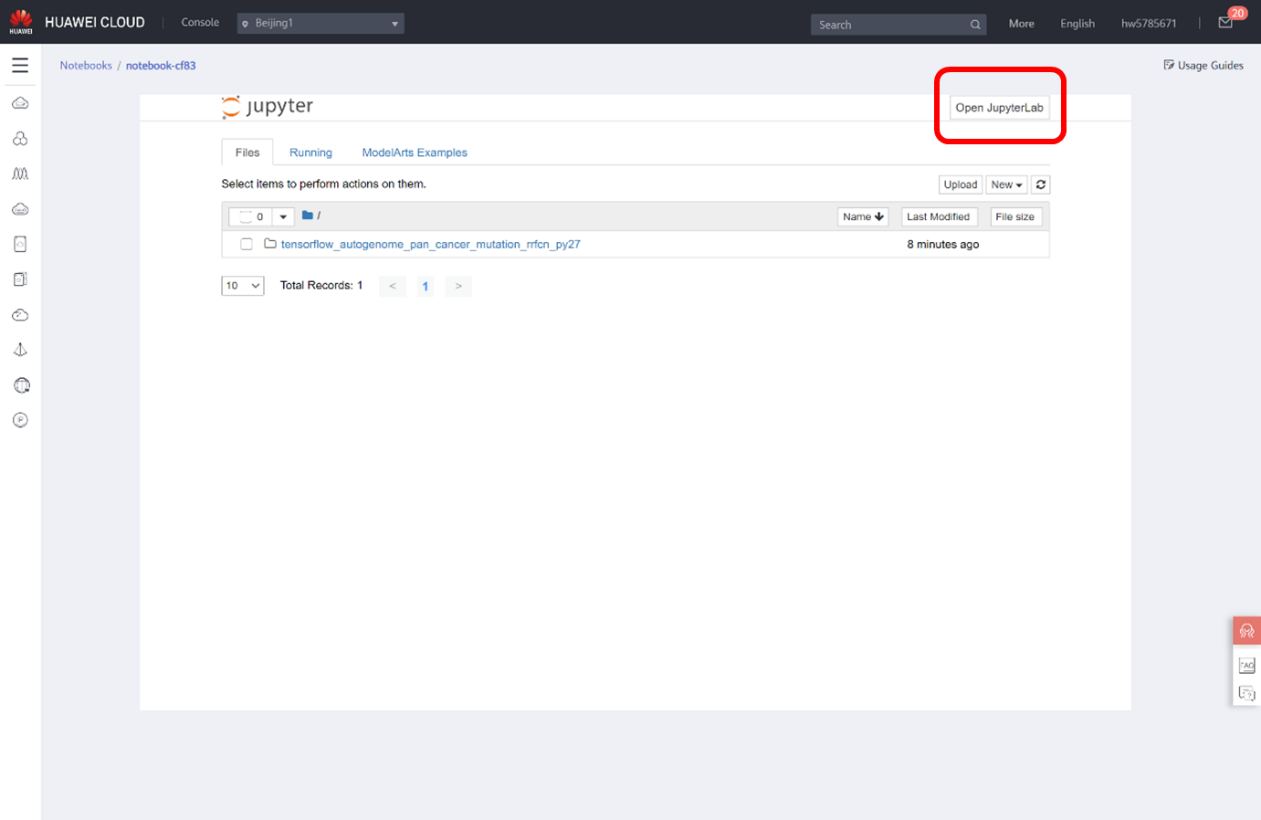 HUAWEI HUAWEI CLOUD Console Beijing1 Search More English hw5785671 20
Notebooks / notebook-cf83 Usage Guides
jupyter Open JupyterLab
Files Running ModelArts Examples
Select items to perform actions on them. Upload New
0 / Name Last Modified File size
tensorflow_autogenome_pan_cancer_mutation_rrfcn_py27 8 minutes ago
10 Total Records: 1 < 1 >
FAQ